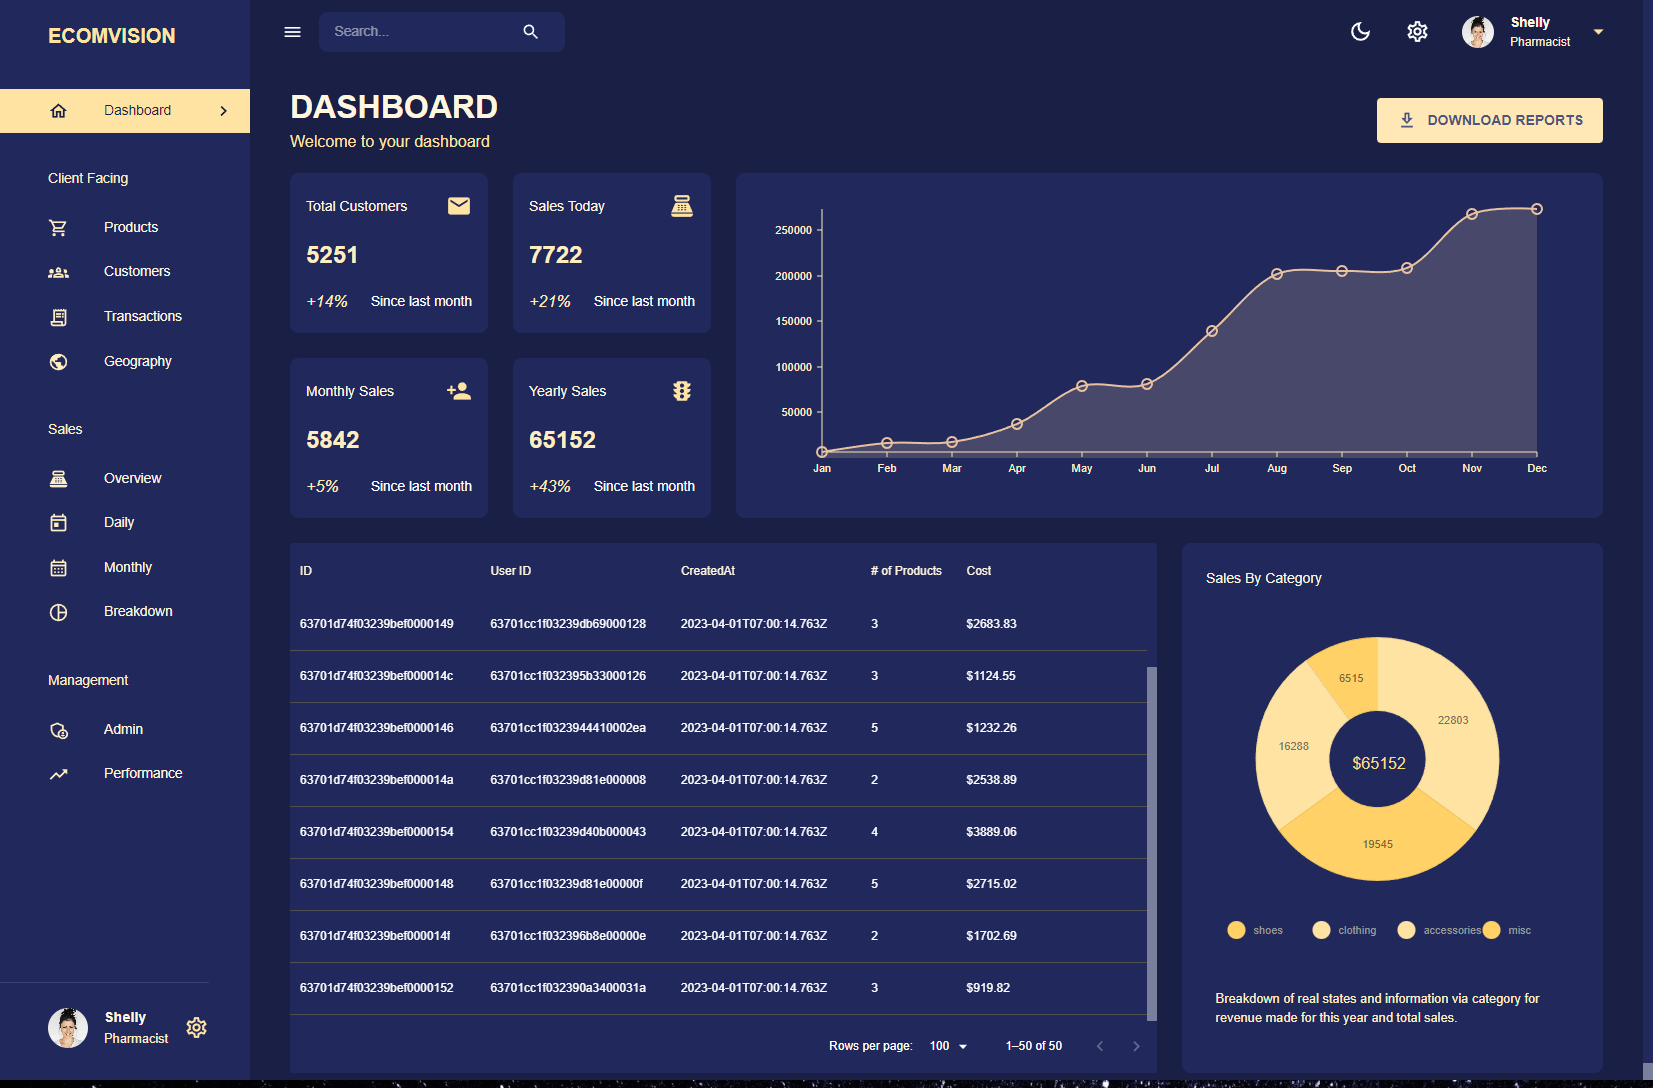 ECOMVISION
Dashboard
Client Facing
Products
Customers
Transactions
Geography
Sales
Overview
Daily
Monthly
Breakdown
Management
Admin
Performance
Shelly
Pharmacist
Search...
Shelly
Pharmacist
DASHBOARD
Welcome to your dashboard
DOWNLOAD REPORTS
Total Customers
5251
+14% Since last month
Sales Today
7722
+21% Since last month
Monthly Sales
5842
+5% Since last month
Yearly Sales
65152
+43% Since last month
250000
200000
150000
100000
50000
Jan Feb Mar Apr May Jun Jul Aug Sep Oct Nov Dec
ID User ID CreatedAt # of Products Cost
63701d74f03239bef0000149 63701cc1f03239db69000128 2023-04-01T07:00:14.763Z 3 $2683.83
63701d74f03239bef000014c 63701cc1f032395b33000126 2023-04-01T07:00:14.763Z 3 $1124.55
63701d74f03239bef0000146 63701cc1f0323944410002ea 2023-04-01T07:00:14.763Z 5 $1232.26
63701d74f03239bef000014a 63701cc1f03239d81e000008 2023-04-01T07:00:14.763Z 2 $2538.89
63701d74f03239bef0000154 63701cc1f03239d40b000043 2023-04-01T07:00:14.763Z 4 $3889.06
63701d74f03239bef0000148 63701cc1f03239d81e00000f 2023-04-01T07:00:14.763Z 5 $2715.02
63701d74f03239bef000014f 63701cc1f032396b8e00000e 2023-04-01T07:00:14.763Z 2 $1702.69
63701d74f03239bef0000152 63701cc1f032390a3400031a 2023-04-01T07:00:14.763Z 3 $919.82
Rows per page: 100 1–50 of 50
Sales By Category
6515
22803
16288
$65152
19545
shoes clothing accessories misc
Breakdown of real states and information via category for
revenue made for this year and total sales.